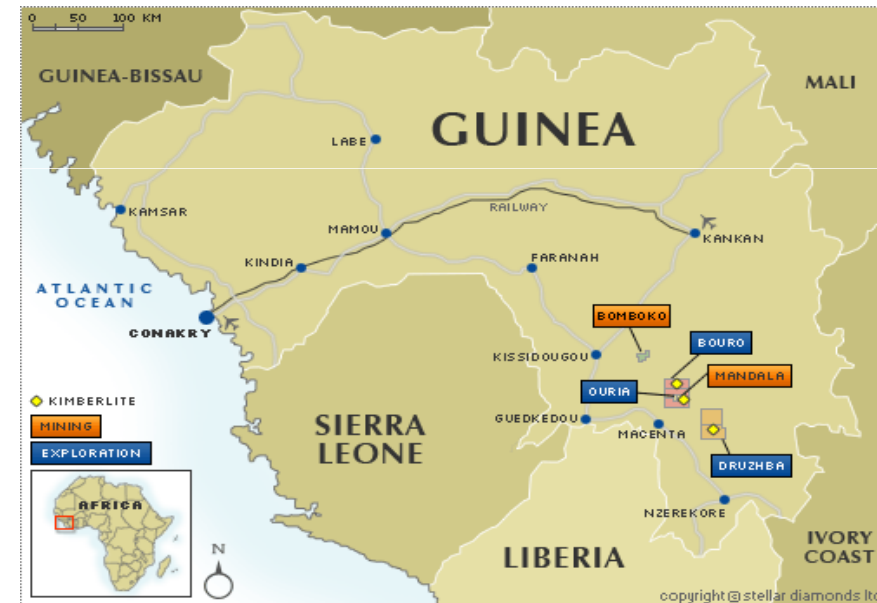 0 50 100 KM
GUINEA-BISSAU
MALI
GUINEA
LABE
KAMSAR
RAILWAY
MAMOU
KANKAN
KINDIA
FARANAH
ATLANTIC
OCEAN
CONAKRY
BOMBOKO
BOURO
KISSIDOUGOU
MANDALA
OURIA
KIMBERLITE
MINING
EXPLORATION
SIERRA
LEONE
GUEDKEDOU
MACENTA
DRUZHBA
AFRICA
NZEREKORE
N
LIBERIA
IVORY
COAST
copyright @ stellar diamonds ltd